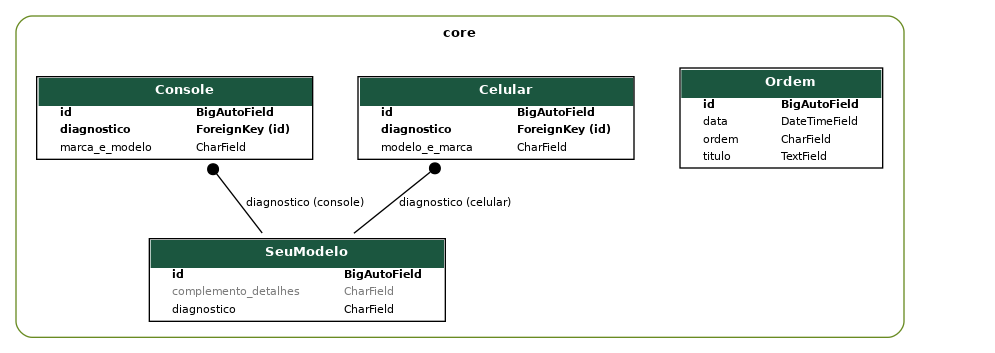 core
Console
id BigAutoField
diagnostico ForeignKey (id)
marca_e_modelo CharField
Celular
id BigAutoField
diagnostico ForeignKey (id)
modelo_e_marca CharField
Ordem
id BigAutoField
data DateTimeField
ordem CharField
titulo TextField
diagnostico (console)
diagnostico (celular)
SeuModelo
id BigAutoField
complemento_detalhes CharField
diagnostico CharField